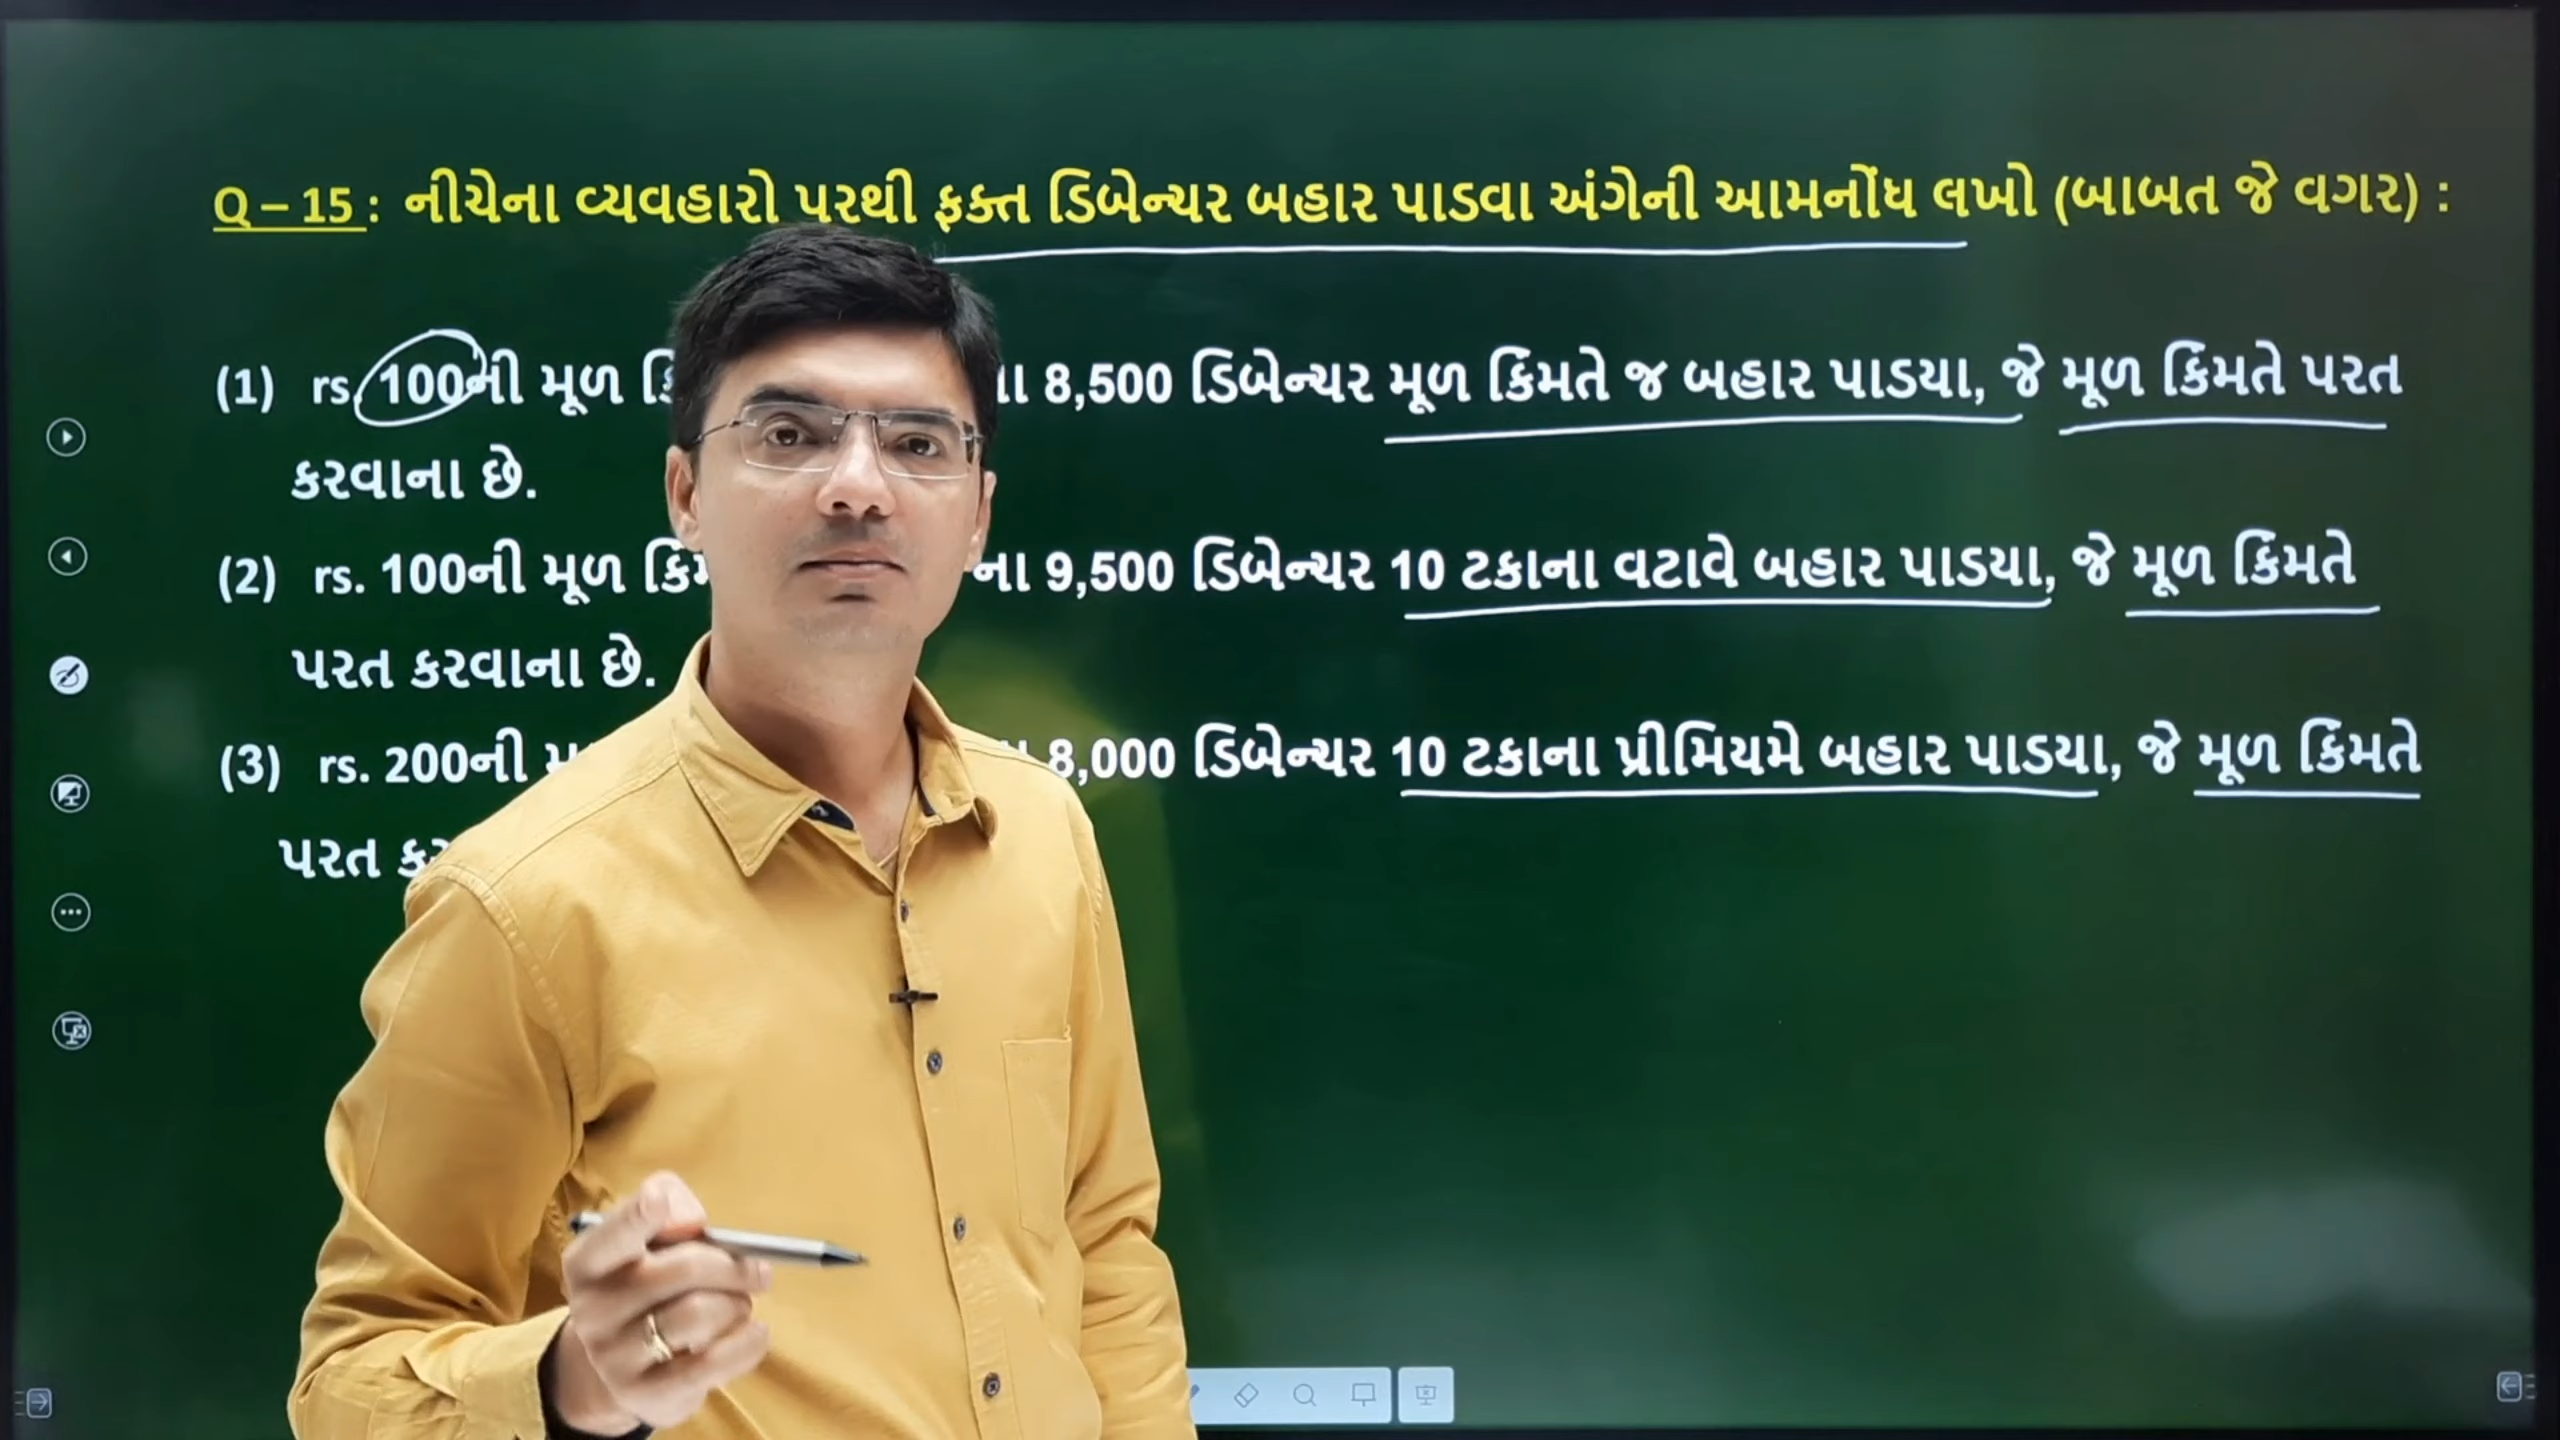 Q – 15 : નીચેના વ્યવહારો પરથી ફક્ત ડિબેન્ચર બહાર પાડવા અંગેની આમનોંધ લખો (બાબત જે વગર) :
(1) rs. 100ની મૂળ 8,500 ડિબેન્ચર મૂળ કિંમતે જ બહાર પાડયા, જે મૂળ કિંમતે પરત
કરવાના છે.
(2) rs. 100ની મૂળ 9,500 ડિબેન્ચર 10 ટકાના વટાવે બહાર પાડયા, જે મૂળ કિંમતે
પરત કરવાના છે.
(3) rs. 200ની 8,000 ડિબેન્ચર 10 ટકાના પ્રીમિયમે બહાર પાડયા, જે મૂળ કિંમતે
પરત